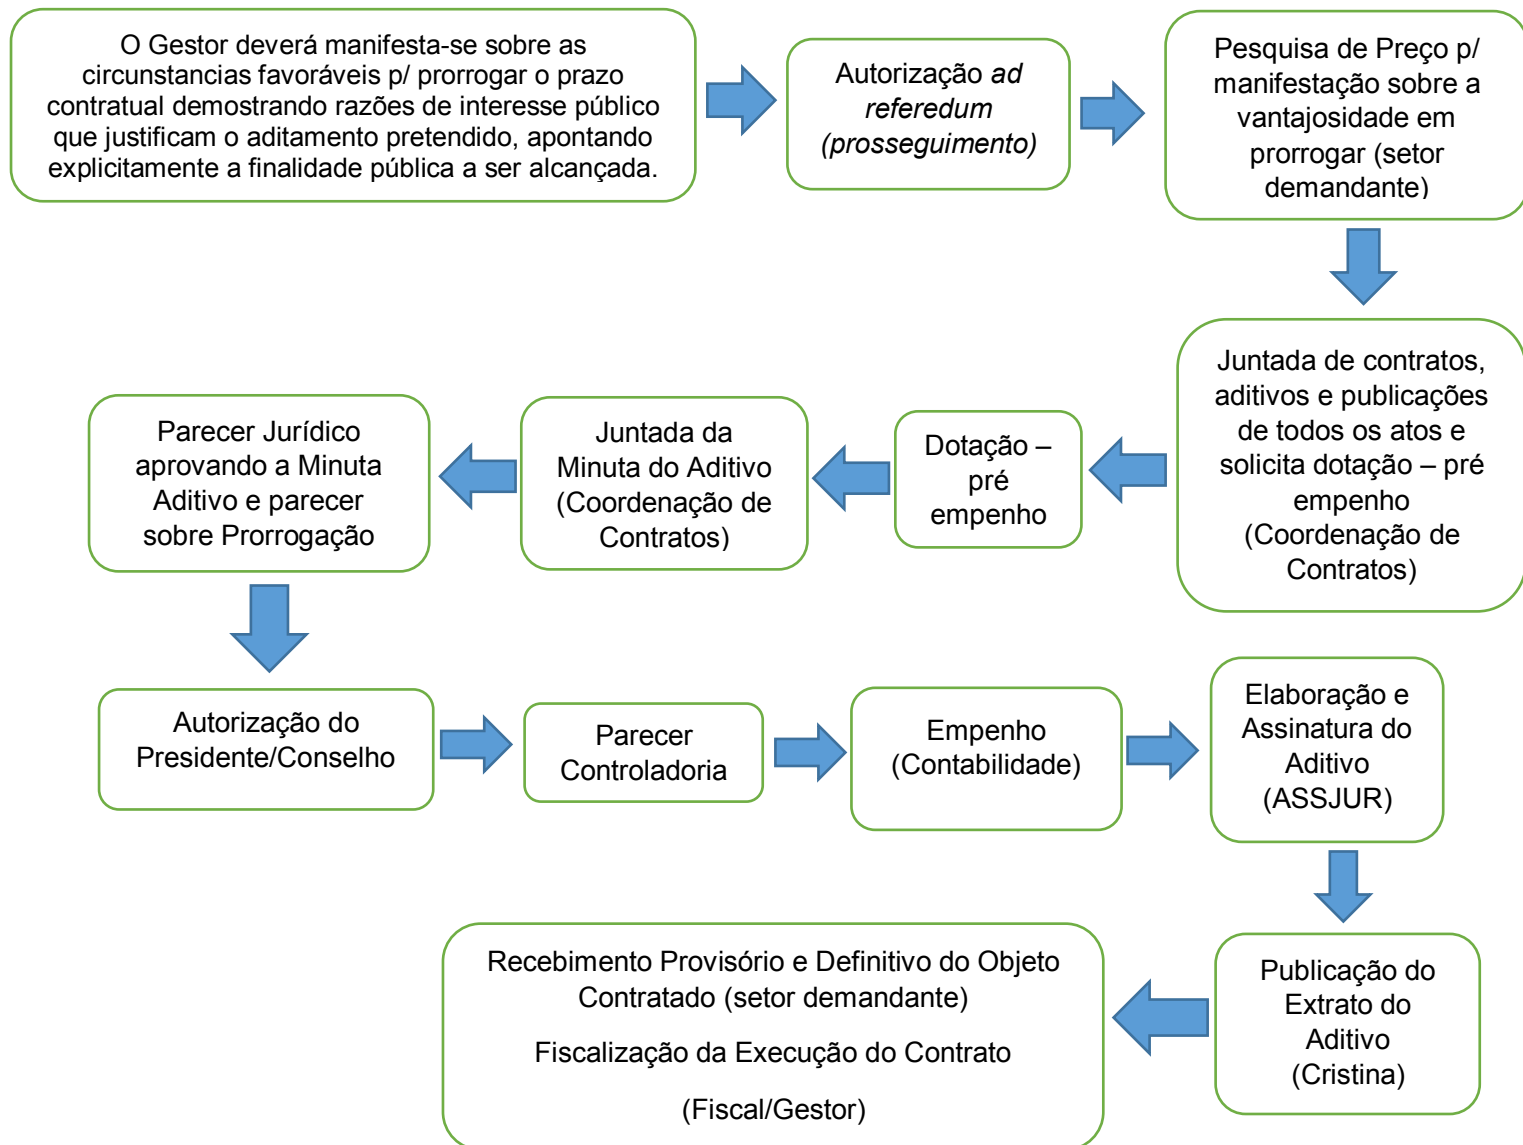 O Gestor deverá manifesta-se sobre as
circunstancias favoráveis p/ prorrogar o prazo
contratual demostrando razões de interesse público
que justificam o aditamento pretendido, apontando
explicitamente a finalidade pública a ser alcançada.
Autorização ad
referedum
(prosseguimento)
Pesquisa de Preço p/
manifestação sobre a
vantajosidade em
prorrogar (setor
demandante)
Juntada de contratos,
aditivos e publicações
de todos os atos e
solicita dotação – pré
empenho
(Coordenação de
Contratos)
Dotação –
pré
empenho
Juntada da
Minuta do Aditivo
(Coordenação de
Contratos)
Parecer Jurídico
aprovando a Minuta
Aditivo e parecer
sobre Prorrogação
Autorização do
Presidente/Conselho
Parecer
Controladoria
Empenho
(Contabilidade)
Elaboração e
Assinatura do
Aditivo
(ASSJUR)
Publicação do
Extrato do
Aditivo
(Cristina)
Recebimento Provisório e Definitivo do Objeto
Contratado (setor demandante)
Fiscalização da Execução do Contrato
(Fiscal/Gestor)